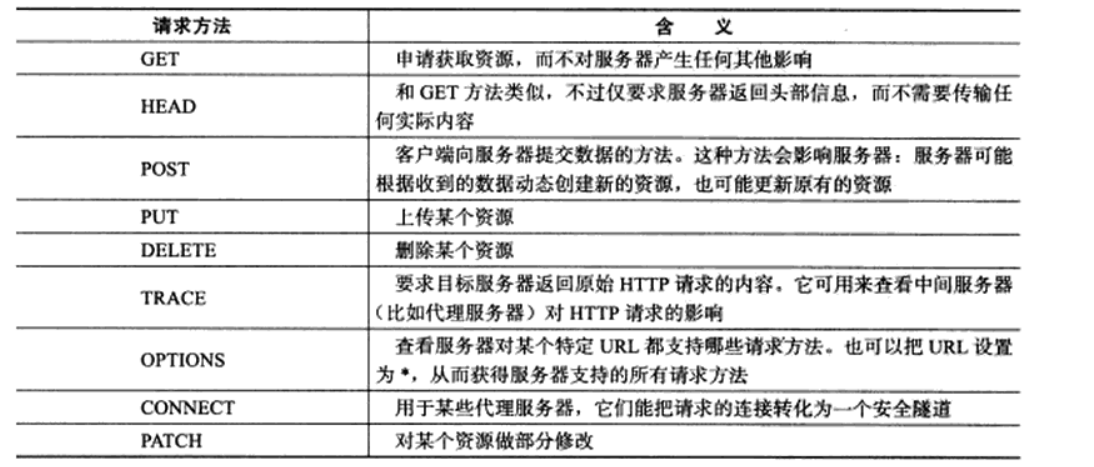 请求方法 含 义
GET 申请获取资源，而不对服务器产生任何其他影响
HEAD 和 GET 方法类似，不过仅要求服务器返回头部信息，而不需要传输任
何实际内容
POST 客户端向服务器提交数据的方法。这种方法会影响服务器：服务器可能
根据收到的数据动态创建新的资源，也可能更新原有的资源
PUT 上传某个资源
DELETE 删除某个资源
TRACE 要求目标服务器返回原始 HTTP 请求的内容。它可用来查看中间服务器
（比如代理服务器）对 HTTP 请求的影响
OPTIONS 查看服务器对某个特定 URL 都支持哪些请求方法。也可以把 URL 设置
为 *，从而获得服务器支持的所有请求方法
CONNECT 用于某些代理服务器，它们能把请求的连接转化为一个安全隧道
PATCH 对某个资源做部分修改